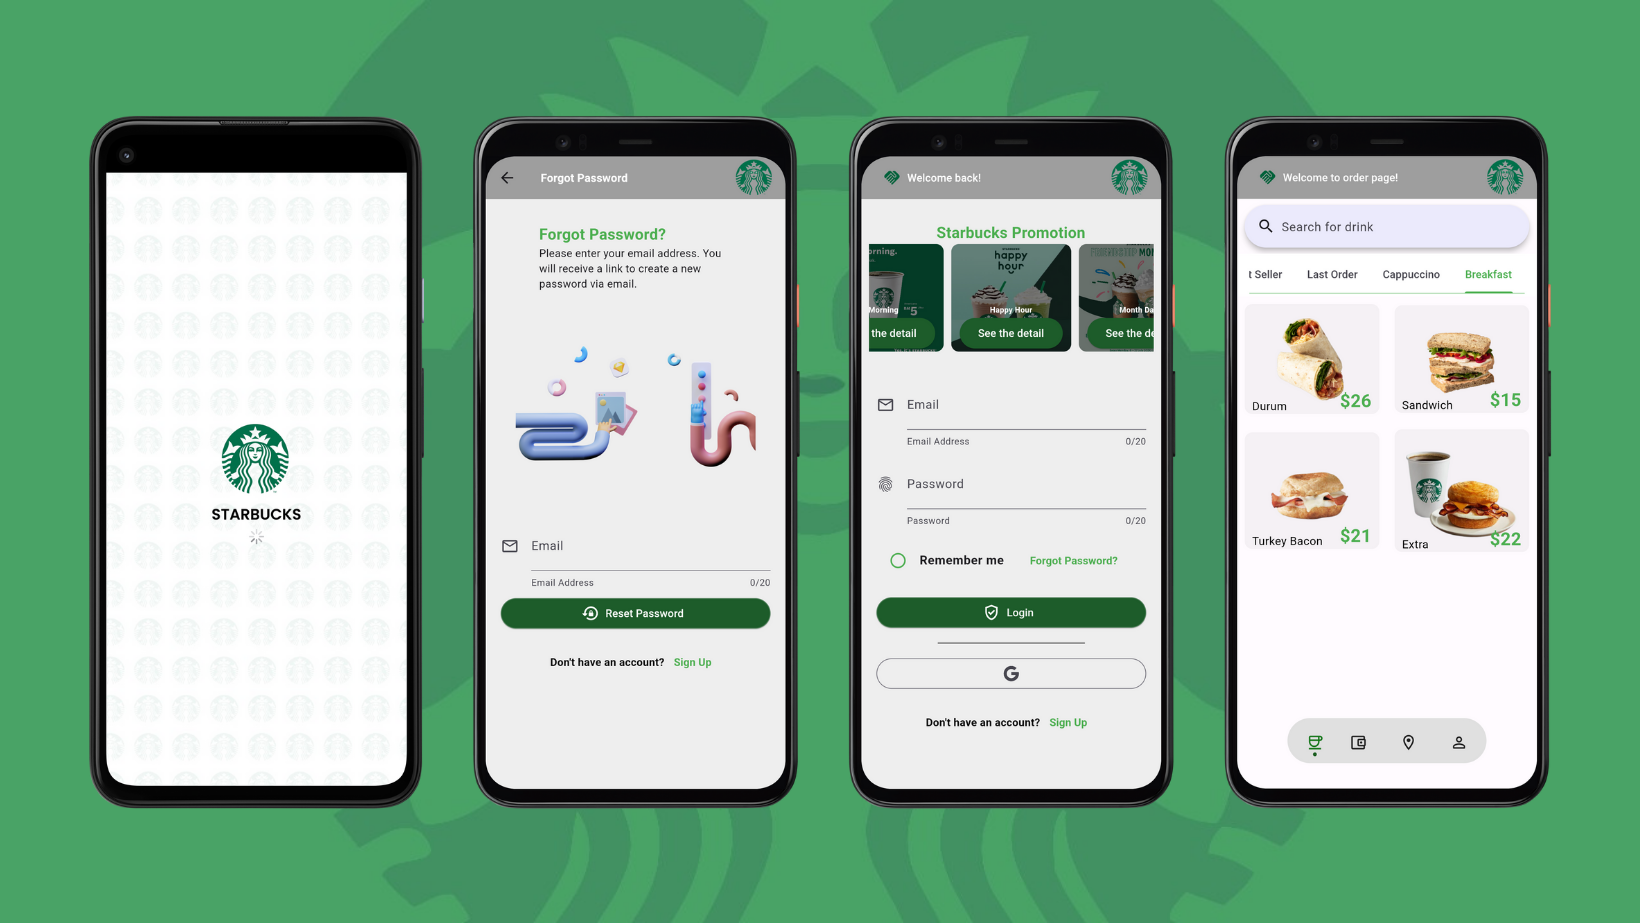 STARBUCKS
Forgot Password
Forgot Password?
Please enter your email address. You
will receive a link to create a new
password via email.
Email
Email Address 0/20
Reset Password
Don't have an account? Sign Up
Welcome back!
Starbucks Promotion
happy
hour
Morning
5
Happy Hour
Month Da
the detail
See the detail
See the de
Email
Email Address 0/20
Password
Password 0/20
Remember me Forgot Password?
Login
G
Don't have an account? Sign Up
Welcome to order page!
Search for drink
t Seller Last Order Cappuccino Breakfast
Durum $26
Sandwich $15
Turkey Bacon $21
Extra $22